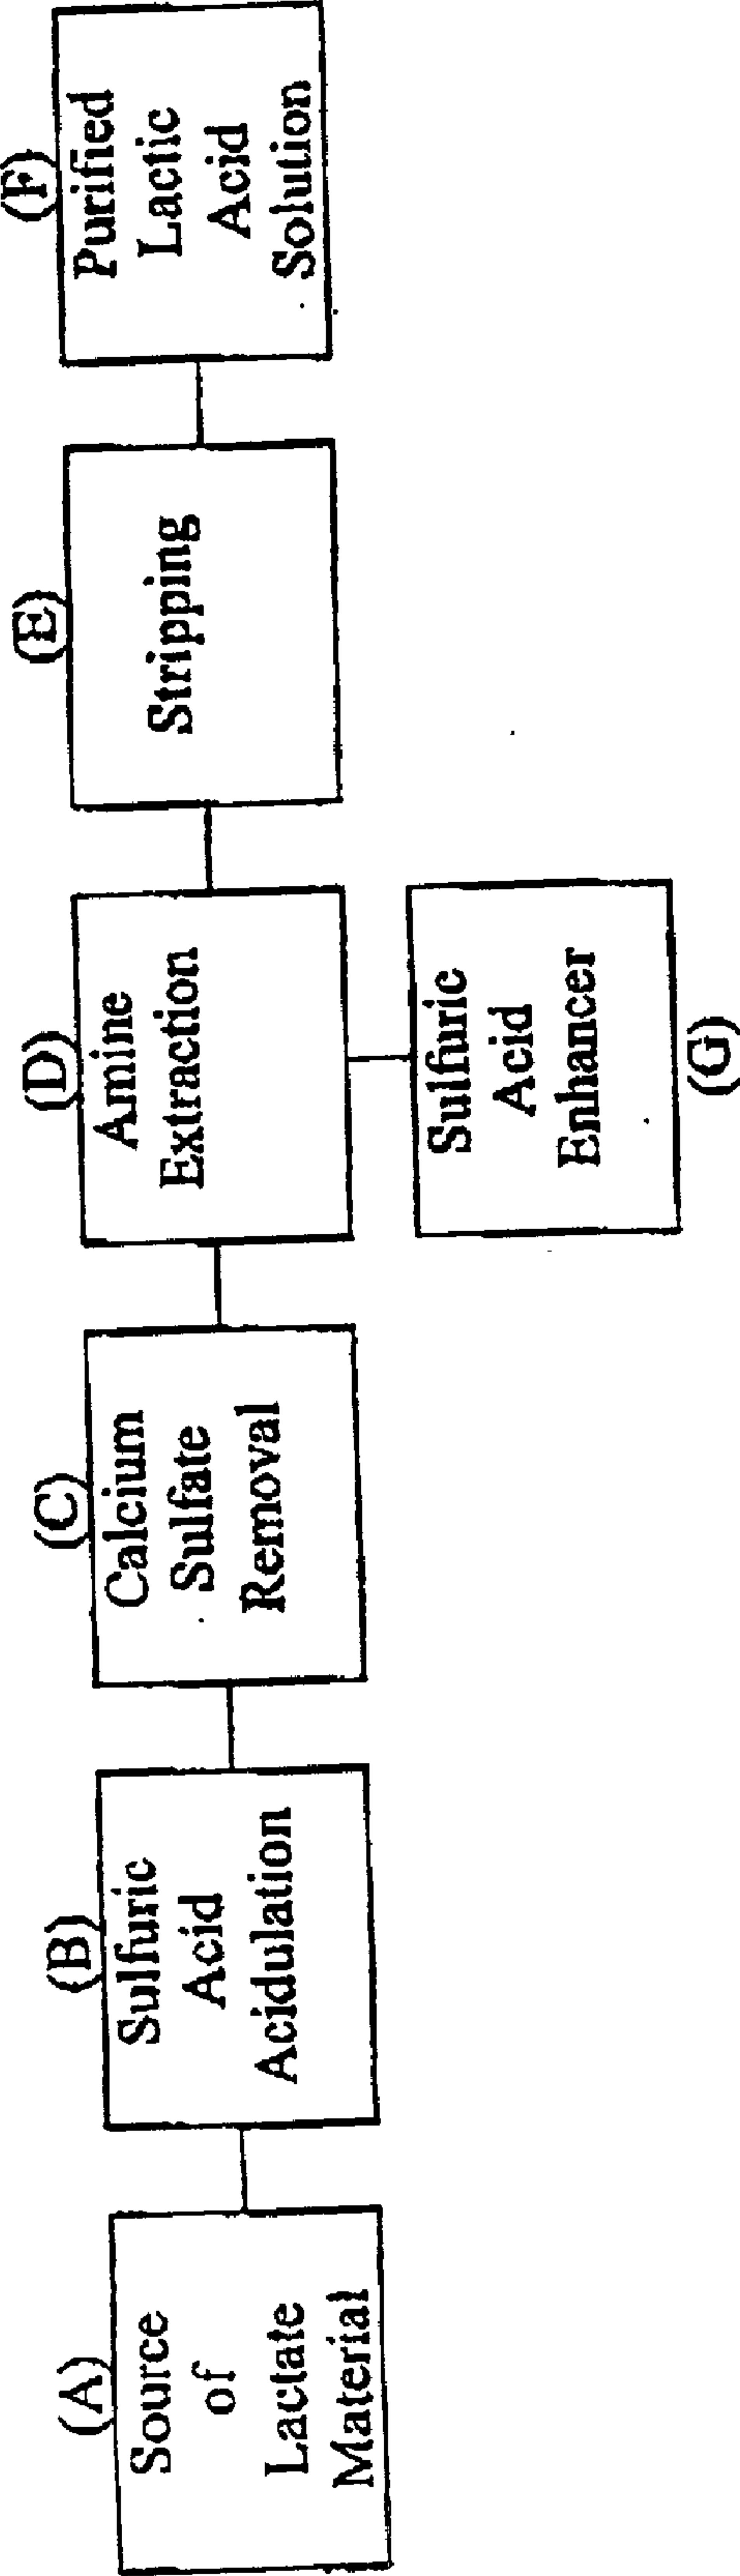 (A)
Source
of
Lactate
Material
(B)
Sulfuric
Acid
Acidulation
(C)
Calcium
Sulfate
Removal
(D)
Amine
Extraction
(E)
Stripping
(F)
Purified
Lactic
Acid
Solution
Sulfuric
Acid
Enhancer
(G)